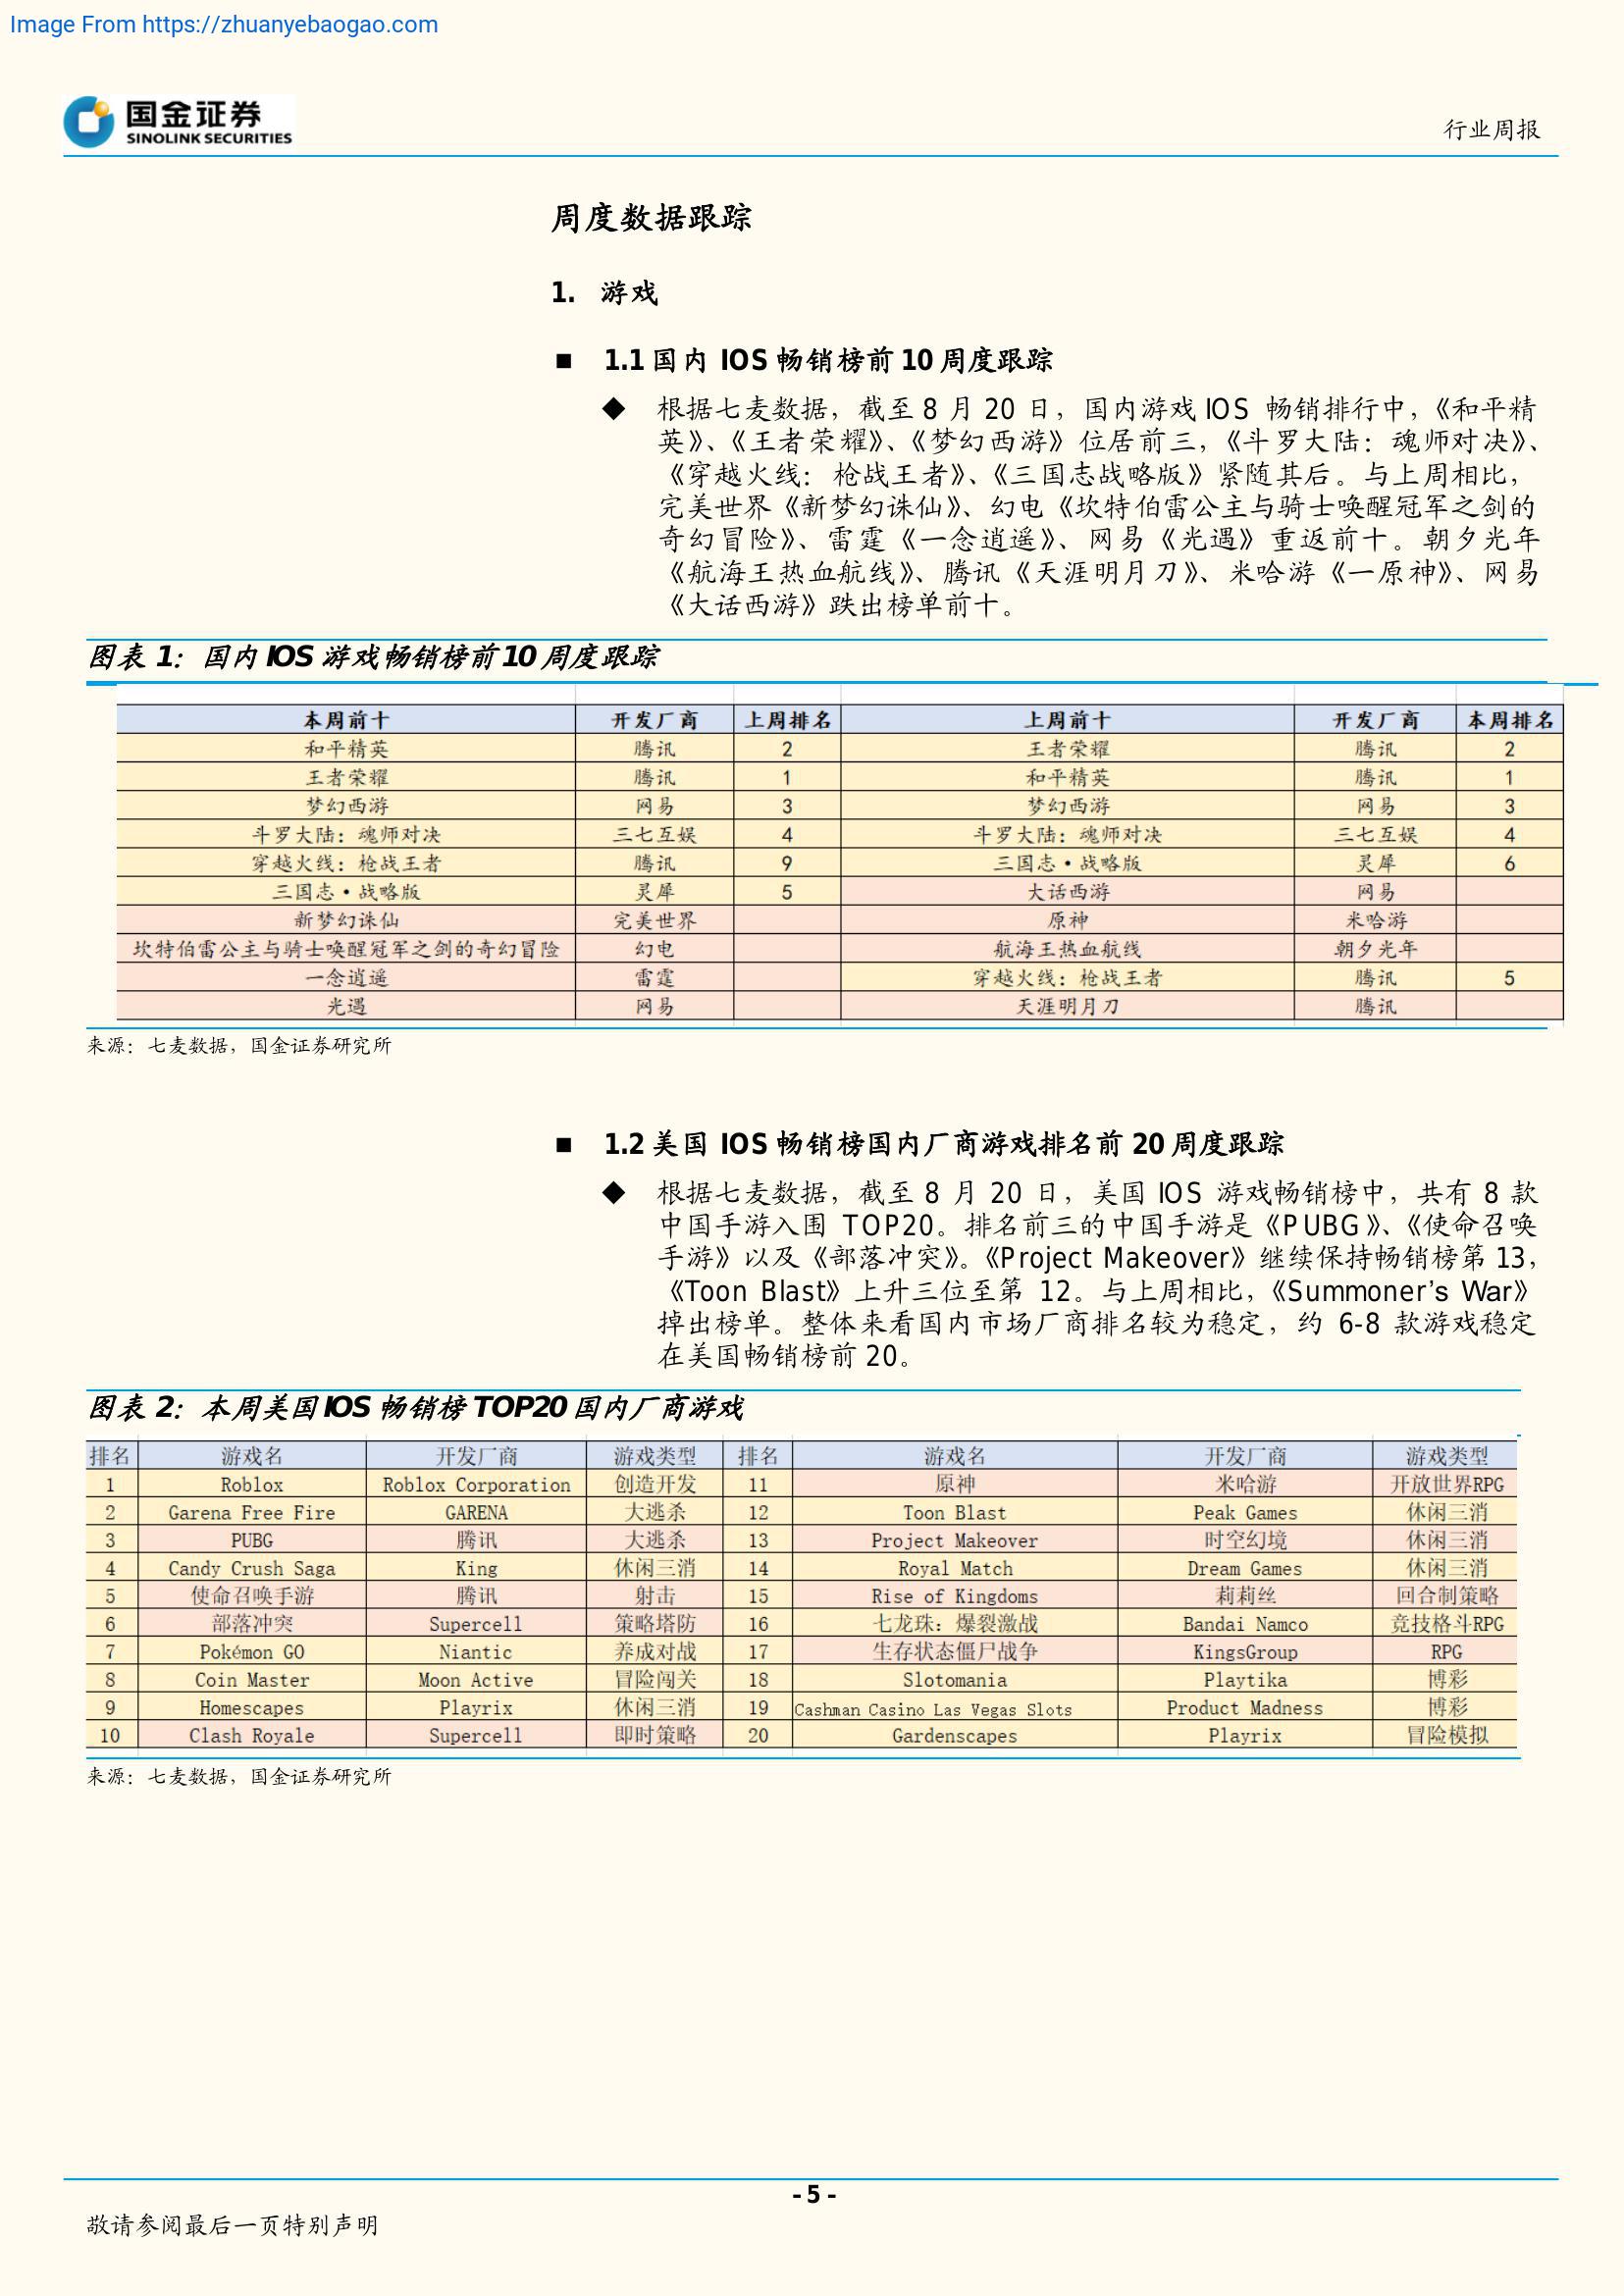 Image From https://zhuanyebaogao.com
国金证券
SINOLINK SECURITIES
行业周报
周度数据跟踪
1. 游戏
■ 1.1 国内 IOS 畅销榜前 10 周度跟踪
◆ 根据七麦数据，截至 8 月 20 日，国内游戏 IOS 畅销排行中，《和平精
英》、《王者荣耀》、《梦幻西游》位居前三，《斗罗大陆：魂师对决》、
《穿越火线：枪战王者》、《三国志战略版》紧随其后。与上周相比，
完美世界《新梦幻诛仙》、幻电《坎特伯雷公主与骑士唤醒冠军之剑的
奇幻冒险》、雷霆《一念逍遥》、网易《光遇》重返前十。朝夕光年
《航海王热血航线》、腾讯《天涯明月刀》、米哈游《一原神》、网易
《大话西游》跌出榜单前十。
图表 1：国内 IOS 游戏畅销榜前 10 周度跟踪
本周前十 开发厂商 上周排名 上周前十 开发厂商 本周排名
和平精英 腾讯 2 王者荣耀 腾讯 2
王者荣耀 腾讯 1 和平精英 腾讯 1
梦幻西游 网易 3 梦幻西游 网易 3
斗罗大陆：魂师对决 三七互娱 4 斗罗大陆：魂师对决 三七互娱 4
穿越火线：枪战王者 腾讯 9 三国志·战略版 灵犀 6
三国志·战略版 灵犀 5 大话西游 网易
新梦幻诛仙 完美世界 原神 米哈游
坎特伯雷公主与骑士唤醒冠军之剑的奇幻冒险 幻电 航海王热血航线 朝夕光年
一念逍遥 雷霆 穿越火线：枪战王者 腾讯 5
光遇 网易 天涯明月刀 腾讯
来源：七麦数据，国金证券研究所
■ 1.2 美国 IOS 畅销榜国内厂商游戏排名前 20 周度跟踪
◆ 根据七麦数据，截至 8 月 20 日，美国 IOS 游戏畅销榜中，共有 8 款
中国手游入围 TOP20。排名前三的中国手游是《PUBG》、《使命召唤
手游》以及《部落冲突》。《Project Makeover》继续保持畅销榜第 13，
《Toon Blast》上升三位至第 12。与上周相比，《Summoner’s War》
掉出榜单。整体来看国内市场厂商排名较为稳定，约 6-8 款游戏稳定
在美国畅销榜前 20。
图表 2：本周美国 IOS 畅销榜 TOP20 国内厂商游戏
排名 游戏名 开发厂商 游戏类型 排名 游戏名 开发厂商 游戏类型
1 Roblox Roblox Corporation 创造开发 11 原神 米哈游 开放世界RPG
2 Garena Free Fire GARENA 大逃杀 12 Toon Blast Peak Games 休闲三消
3 PUBG 腾讯 大逃杀 13 Project Makeover 时空幻境 休闲三消
4 Candy Crush Saga King 休闲三消 14 Royal Match Dream Games 休闲三消
5 使命召唤手游 腾讯 射击 15 Rise of Kingdoms 莉莉丝 回合制策略
6 部落冲突 Supercell 策略塔防 16 七龙珠：爆裂激战 Bandai Namco 竞技格斗RPG
7 Pokémon GO Niantic 养成对战 17 生存状态僵尸战争 KingsGroup RPG
8 Coin Master Moon Active 冒险闯关 18 Slotomania Playtika 博彩
9 Homescapes Playrix 休闲三消 19 Cashman Casino Las Vegas Slots Product Madness 博彩
10 Clash Royale Supercell 即时策略 20 Gardenscapes Playrix 冒险模拟
来源：七麦数据，国金证券研究所
- 5 -
敬请参阅最后一页特别声明